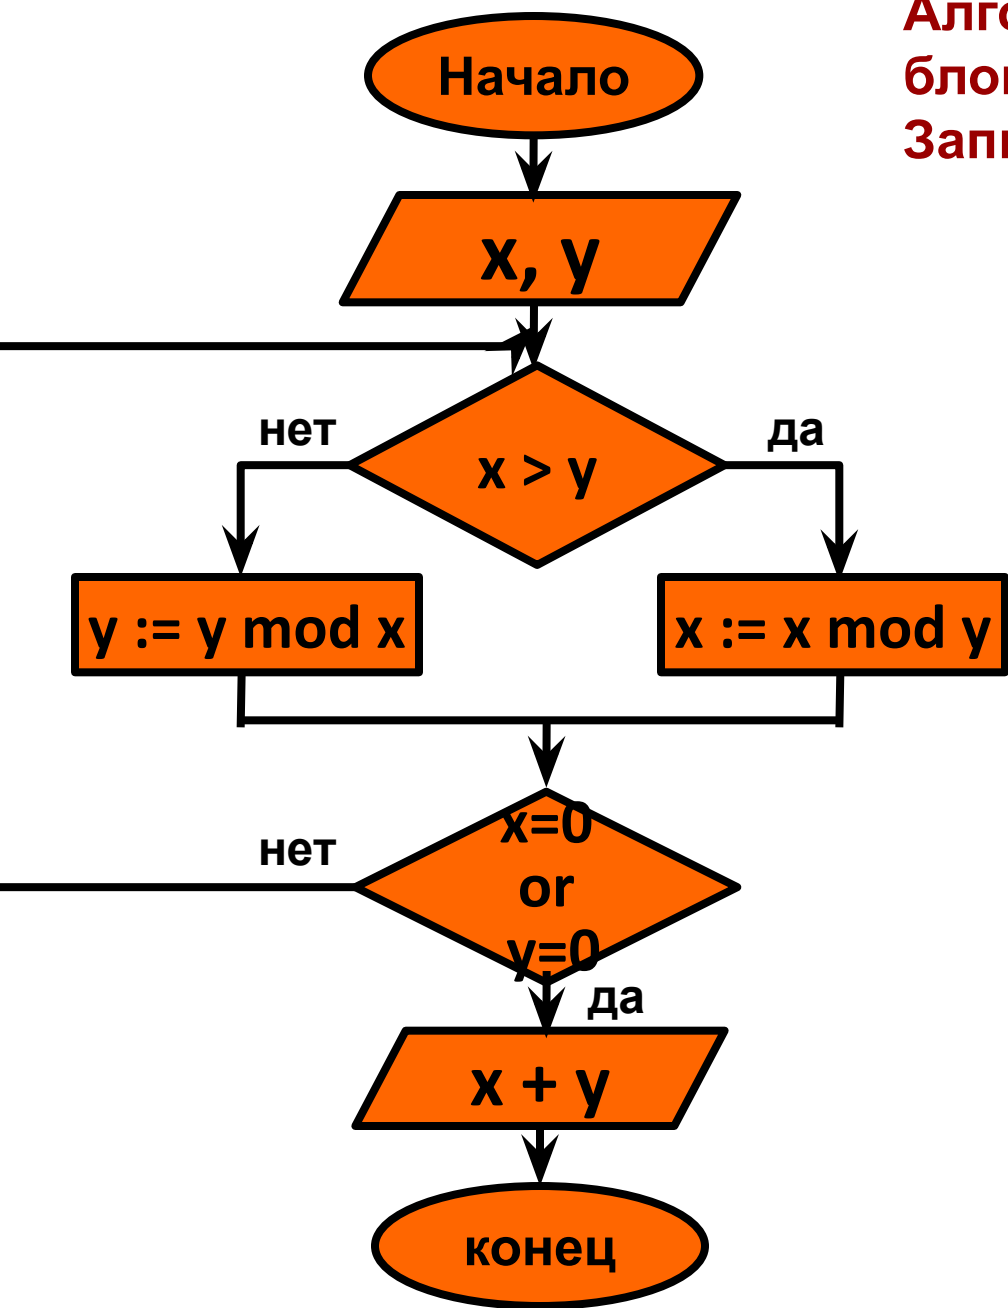 Начало
x, y
нет
да
x > y
y := y mod x
x := x mod y
x=0
or
y=0
нет
да
x + y
конец